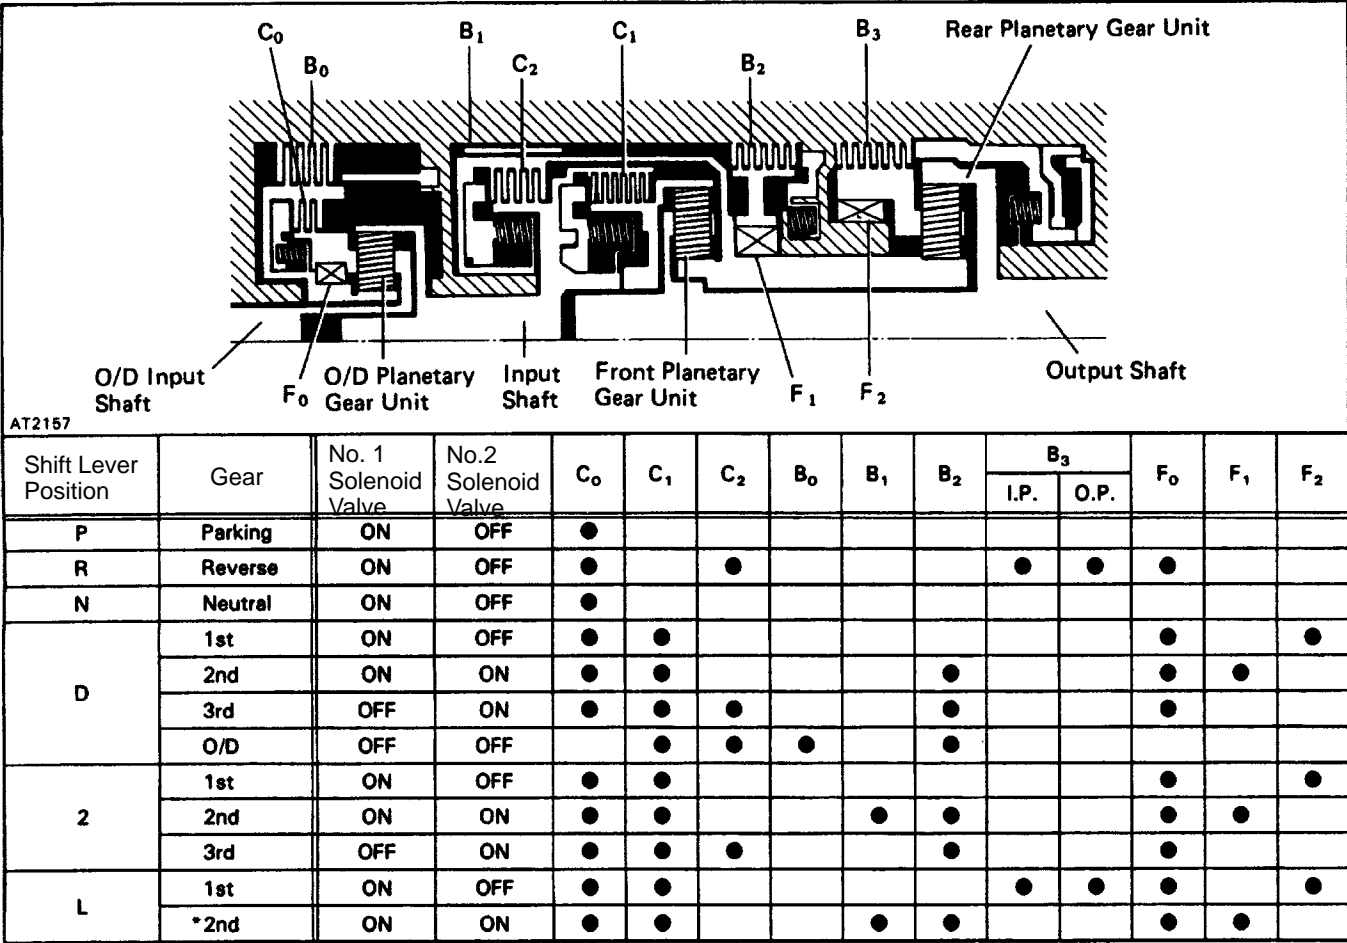 C₀ B₁ C₁ B₃ Rear Planetary Gear Unit
B₀ C₂ B₂
O/D Input
Shaft
F₀
O/D Planetary
Gear Unit
Input
Shaft
Front Planetary
Gear Unit
F₁
F₂
Output Shaft
AT2157
Shift Lever
Position
Gear
No. 1
Solenoid
Valve
No.2
Solenoid
Valve
C₀ C₁ C₂ B₀ B₁ B₂ B₃ F₀ F₁ F₂
I.P. O.P.
P Parking ON OFF ●
R Reverse ON OFF ● ● ● ● ●
N Neutral ON OFF ●
D
1st ON OFF ● ● ● ●
2nd ON ON ● ● ● ● ●
3rd OFF ON ● ● ● ● ●
O/D OFF OFF ● ● ● ●
2
1st ON OFF ● ● ● ●
2nd ON ON ● ● ● ● ● ●
3rd OFF ON ● ● ● ● ●
L
1st ON OFF ● ● ● ● ● ●
*2nd ON ON ● ● ● ● ● ●